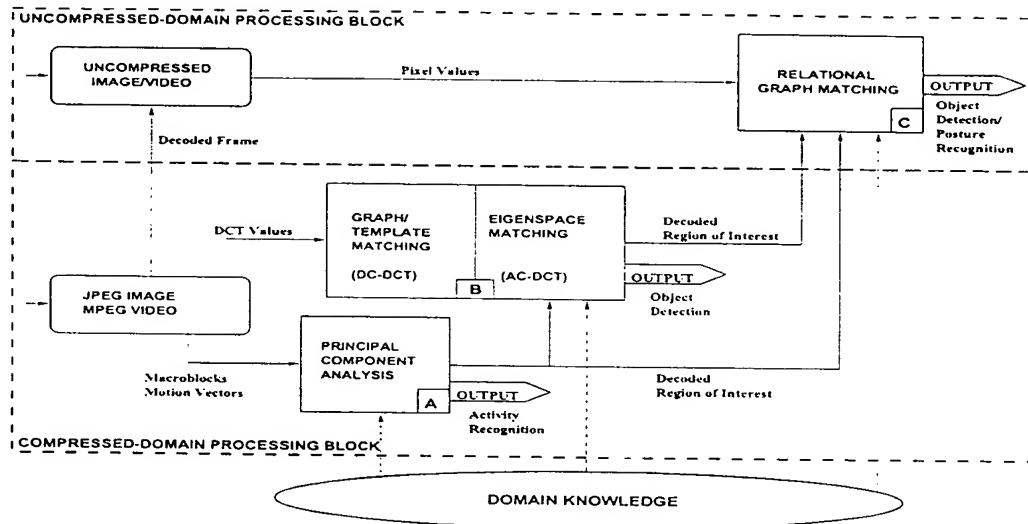 UNCOMPRESSED-DOMAIN PROCESSING BLOCK
UNCOMPRESSED
IMAGE/VIDEO
Pixel Values
RELATIONAL
GRAPH MATCHING
C
OUTPUT
Object
Detection/
Posture
Recognition
Decoded Frame
DCT Values
GRAPH/
TEMPLATE
MATCHING
(DC-DCT)
B
EIGENSPACE
MATCHING
(AC-DCT)
Decoded
Region of Interest
OUTPUT
Object
Detection
JPEG IMAGE
MPEG VIDEO
Macroblocks
Motion Vectors
PRINCIPAL
COMPONENT
ANALYSIS
A
OUTPUT
Activity
Recognition
Decoded
Region of Interest
COMPRESSED-DOMAIN PROCESSING BLOCK
DOMAIN KNOWLEDGE